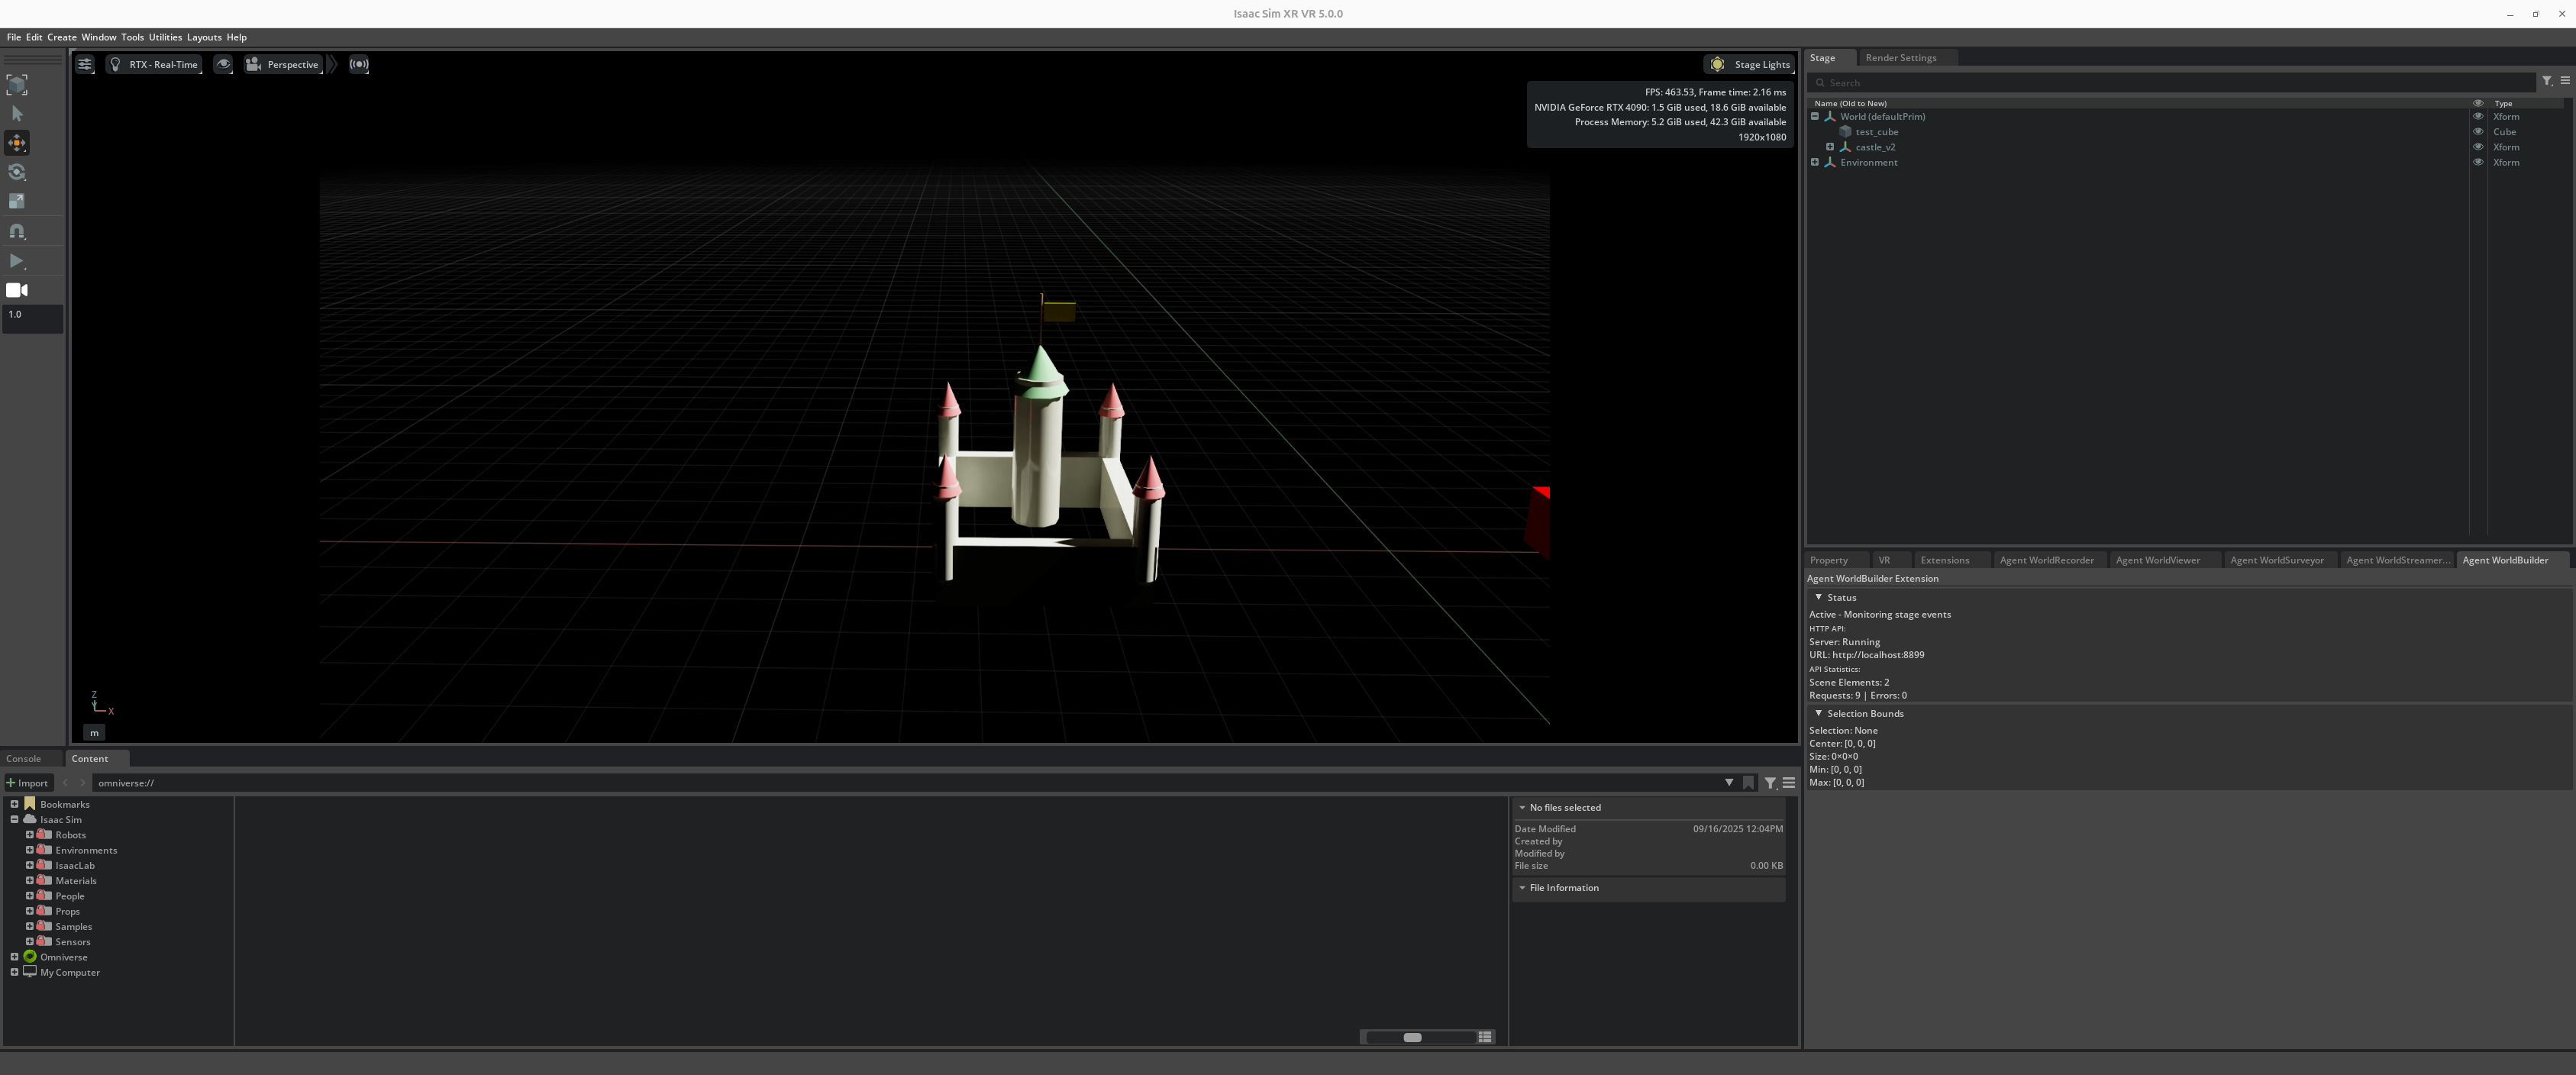 Isaac Sim XR VR 5.0.0
File Edit Create Window Tools Utilities Layouts Help
RTX - Real-Time
Perspective
Stage Lights
FPS: 463.53, Frame time: 2.16 ms
NVIDIA GeForce RTX 4090: 1.5 GiB used, 18.6 GiB available
Process Memory: 5.2 GiB used, 42.3 GiB available
1920x1080
1.0
Z
Y
X
m
Stage
Render Settings
Search
Name (Old to New) Type
World (defaultPrim) Xform
test_cube Cube
castle_v2 Xform
Environment Xform
Property VR Extensions Agent WorldRecorder Agent WorldViewer Agent WorldSurveyor Agent WorldStreamer... Agent WorldBuilder
Agent WorldBuilder Extension
Status
Active - Monitoring stage events
HTTP API:
Server: Running
URL: http://localhost:8899
API Statistics:
Scene Elements: 2
Requests: 9 | Errors: 0
Selection Bounds
Selection: None
Center: [0, 0, 0]
Size: 0×0×0
Min: [0, 0, 0]
Max: [0, 0, 0]
Console Content
Import
omniverse://
Bookmarks
Isaac Sim
Robots
Environments
IsaacLab
Materials
People
Props
Samples
Sensors
Omniverse
My Computer
No files selected
Date Modified 09/16/2025 12:04PM
Created by
Modified by
File size 0.00 KB
File Information